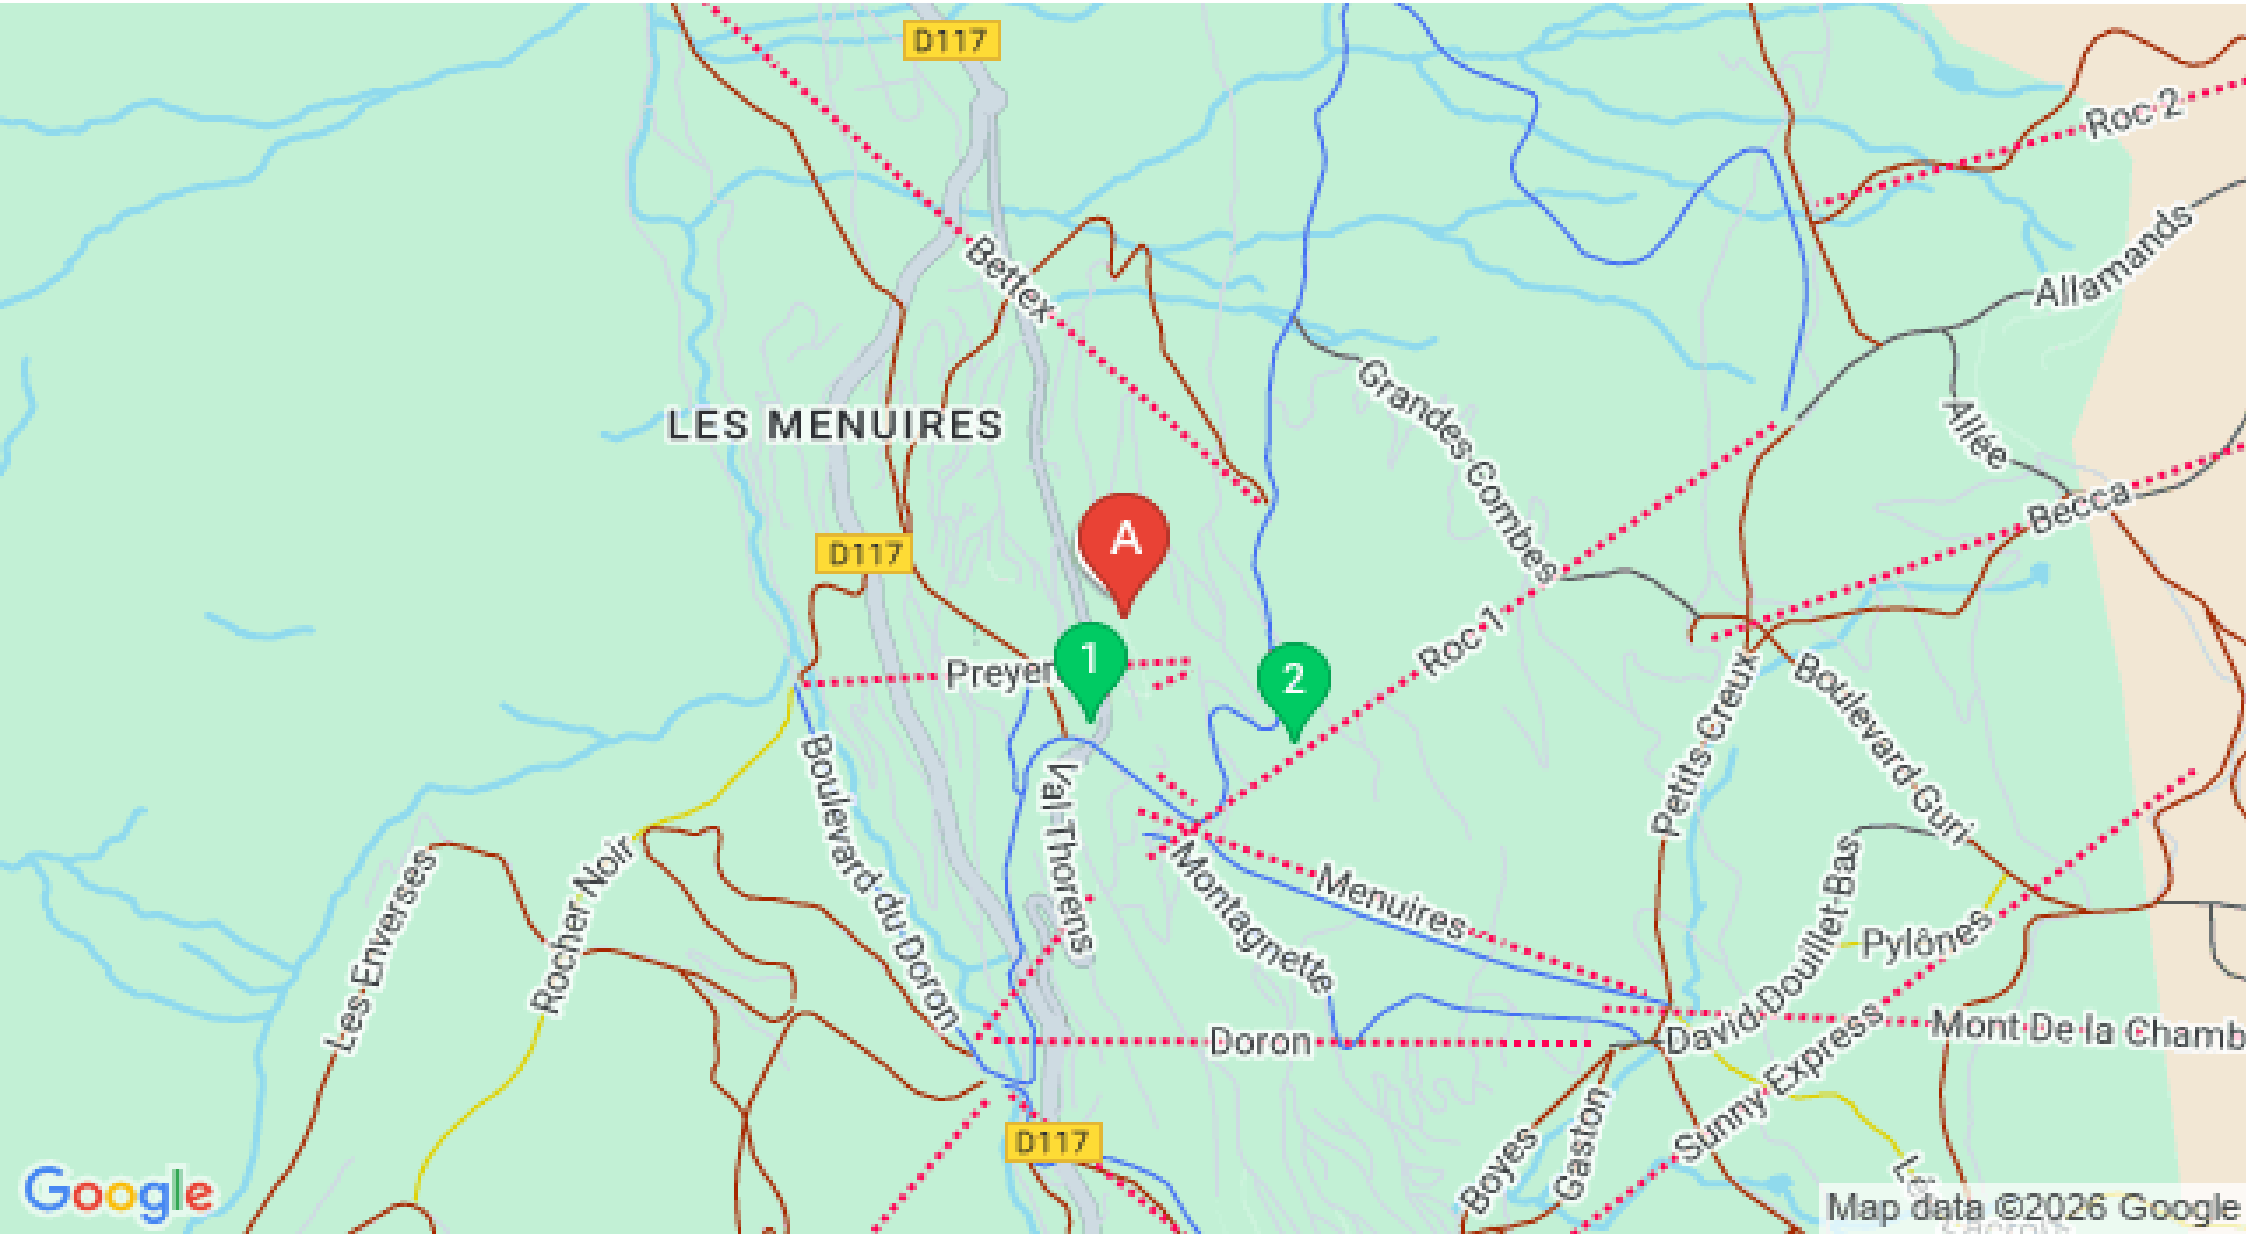 D117
Roc 2
Allamands
Bettex
Grandes Combes
LES MENUIRES
Allée
Becca
A
D117
Roc 1
Preyer
1
2
Petits Creux
Boulevard Guri
Boulevard du Doron
Val Thorens
Les Enverses
Rocher Noir
Montagnette
Menuires
David Douillet Bas
Pylônes
Doron
Mont De la Chamb
Sunny Express
D117
Boyes
Gaston
Lé
Google
Map data ©2026 Google